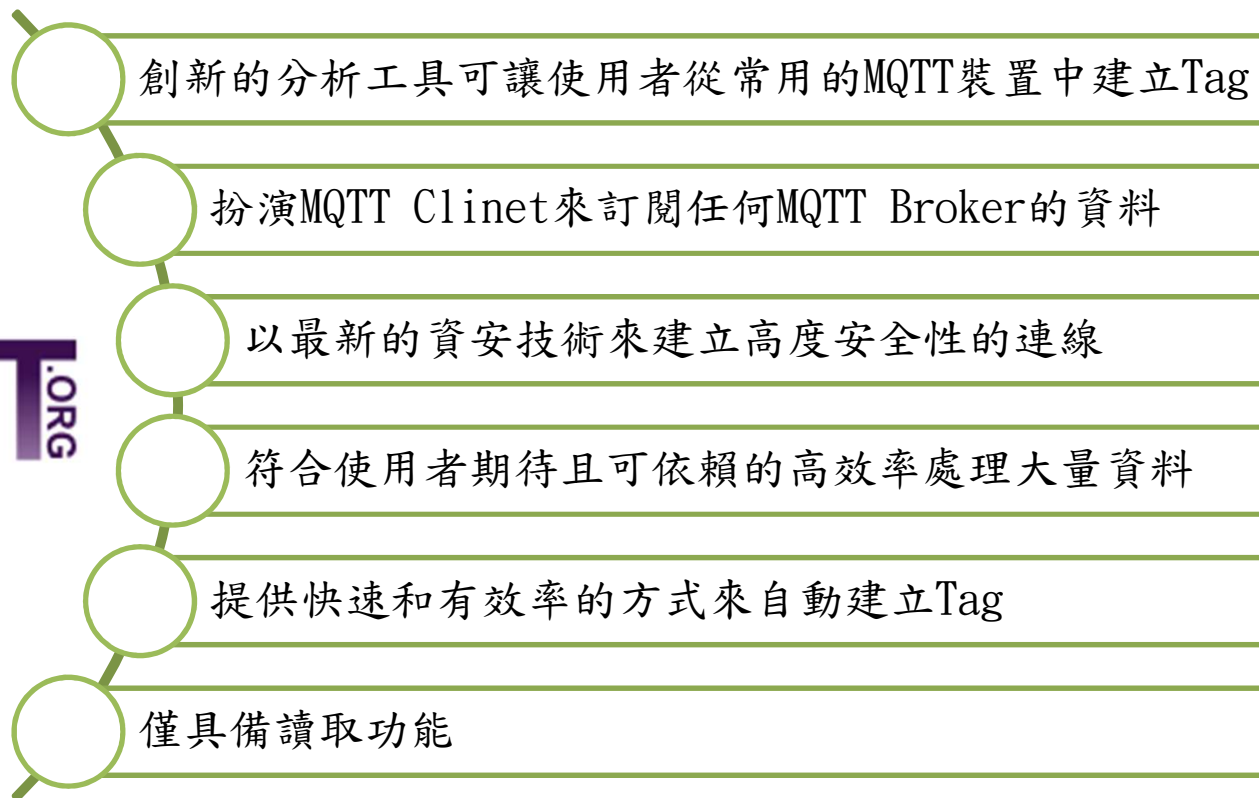 創新的分析工具可讓使用者從常用的MQTT裝置中建立Tag
扮演MQTT Clinet來訂閱任何MQTT Broker的資料
以最新的資安技術來建立高度安全性的連線
T.ORG
符合使用者期待且可依賴的高效率處理大量資料
提供快速和有效率的方式來自動建立Tag
僅具備讀取功能